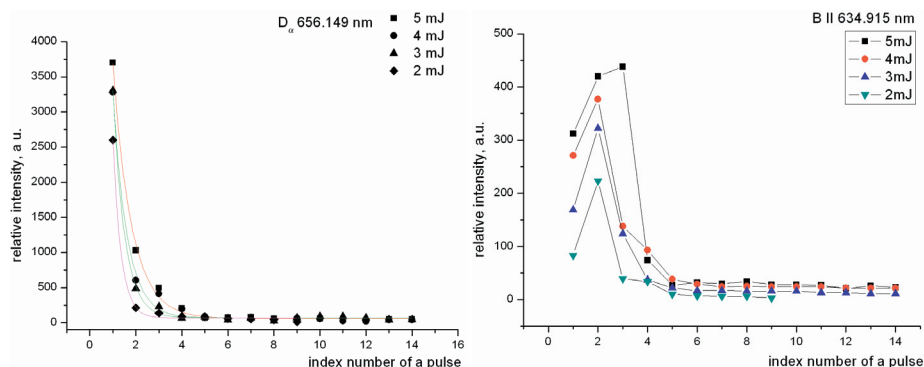 D α 656.149 nm
5 mJ
4 mJ
3 mJ
2 mJ
relative intensity, a.u.
4000
3500
3000
2500
2000
1500
1000
500
0
0 2 4 6 8 10 12 14 16
index number of a pulse
B II 634.915 nm
5mJ
4mJ
3mJ
2mJ
relative intensity, a.u.
500
400
300
200
100
0
0 2 4 6 8 10 12 14
index number of a pulse